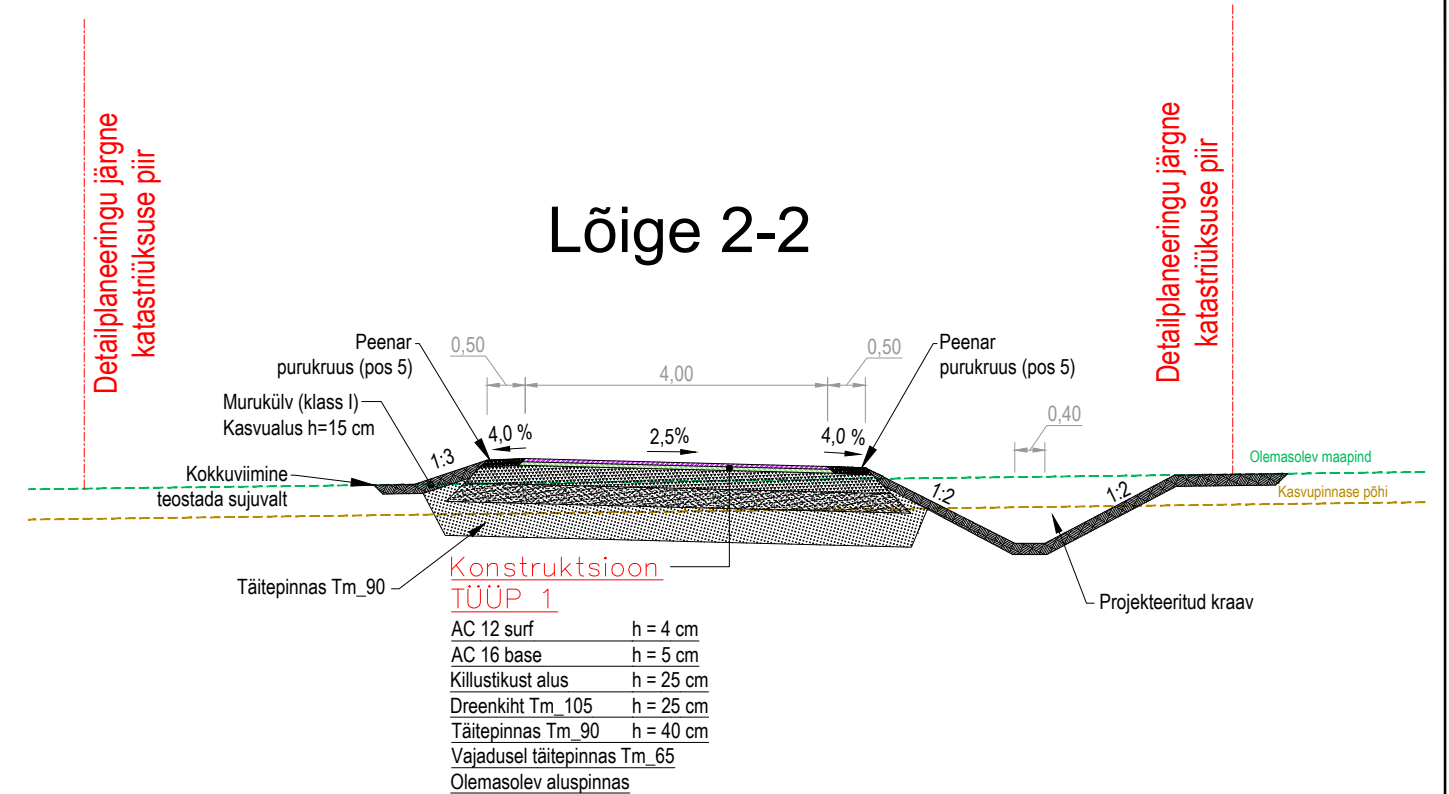 Detailplaneeringu järgne
katastriüksuse piir
Detailplaneeringu järgne
katastriüksuse piir
Lõige 2-2
Peenar
purukruus (pos 5)
0,50
4,00
0,50
Peenar
purukruus (pos 5)
Murukülv (klass I)
Kasvualus h=15 cm
0,40
4,0 %
2,5%
4,0 %
1:3
Kokkuviimine
teostada sujuvalt
Olemasolev maapind
1:2
1:2
Kasvupinnase põhi
Täitepinnas Tm_90
Projekteeritud kraav
Konstruktsioon
TÜÜP 1
AC 12 surf h = 4 cm
AC 16 base h = 5 cm
Killustikust alus h = 25 cm
Dreenkiht Tm_105 h = 25 cm
Täitepinnas Tm_90 h = 40 cm
Vajadusel täitepinnas Tm_65
Olemasolev aluspinnas